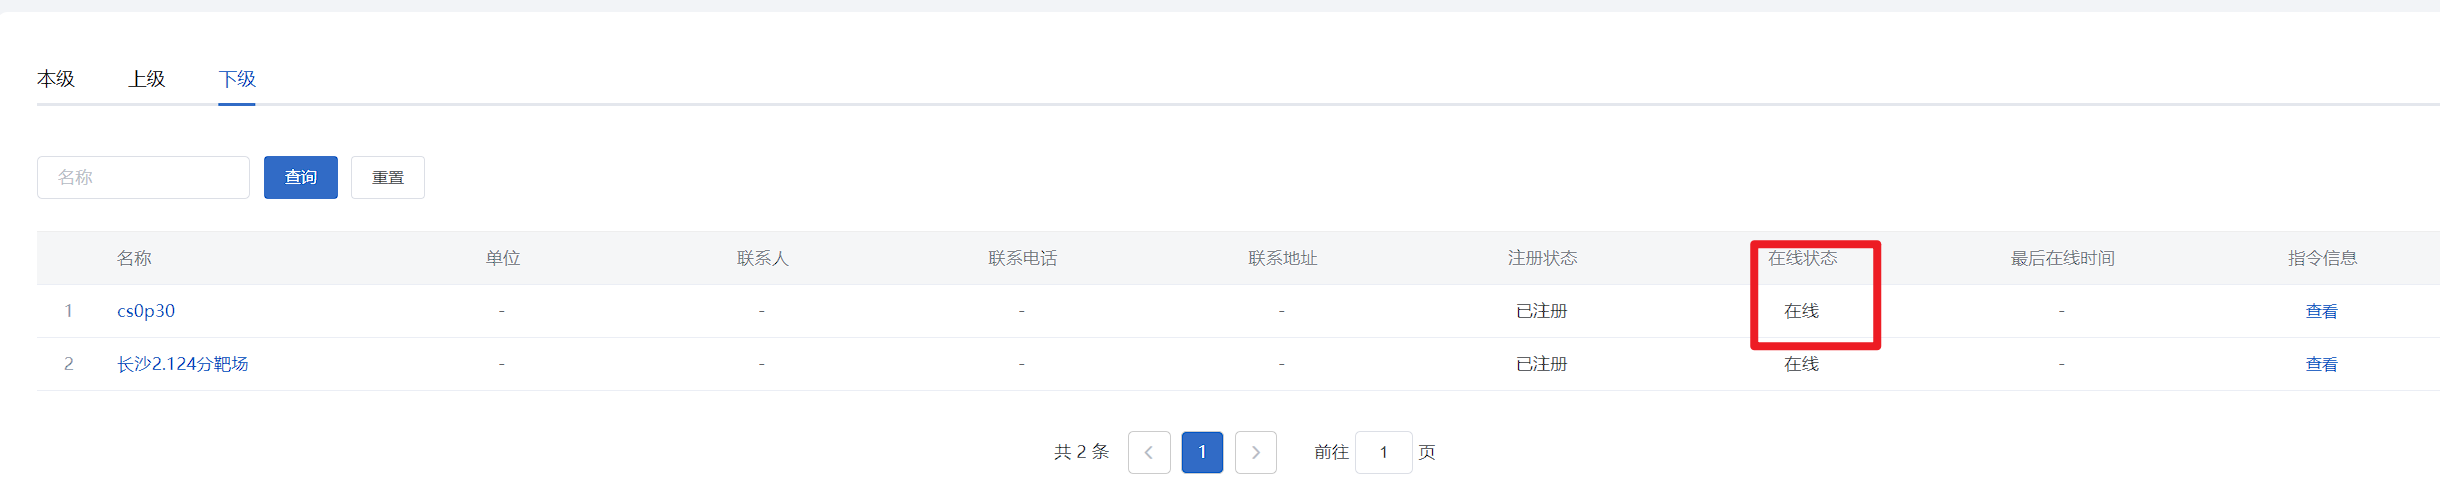 本级 上级 下级
名称 查询 重置
名称 单位 联系人 联系电话 联系地址 注册状态 在线状态 最后在线时间 指令信息
1 cs0p30 - - - - 已注册 在线 - 查看
2 长沙2.124分靶场 - - - - 已注册 在线 - 查看
共 2 条 1 前往 1 页